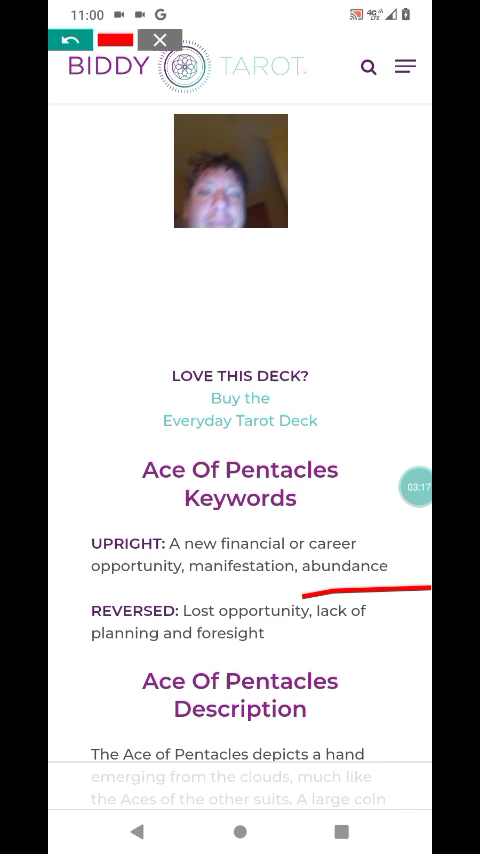 11:00
4G
LTE
BIDDY TAROT
LOVE THIS DECK?
Buy the
Everyday Tarot Deck
Ace Of Pentacles
Keywords
03:17
UPRIGHT: A new financial or career
opportunity, manifestation, abundance
REVERSED: Lost opportunity, lack of
planning and foresight
Ace Of Pentacles
Description
The Ace of Pentacles depicts a hand
emerging from the clouds, much like
the Aces of the other suits. A large coin